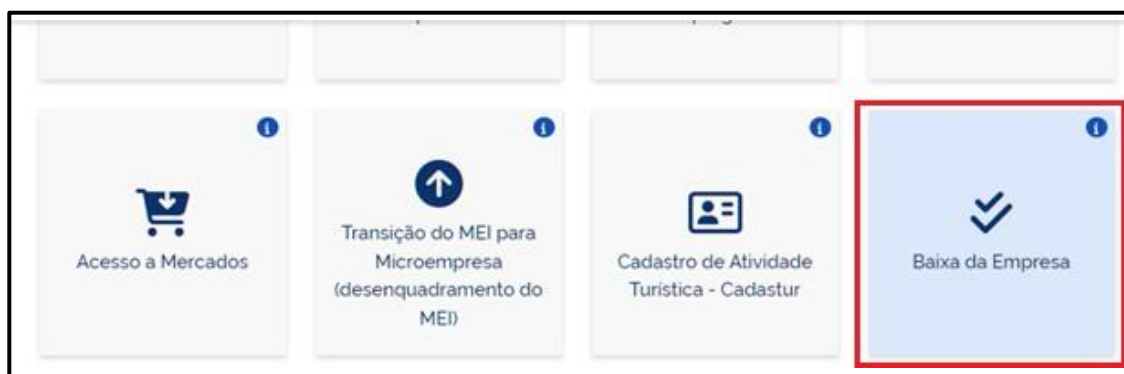 Acesso a Mercados
Transição do MEI para
Microempresa
(desenquadramento do
MEI)
Cadastro de Atividade
Turística - Cadastur
Baixa da Empresa